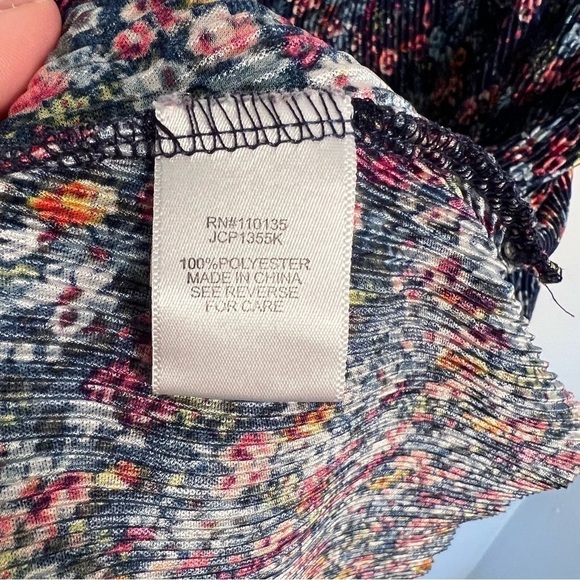 RN#110135
JCP1355K
100%POLYESTER
MADE IN CHINA
SEE REVERSE
FOR CARE